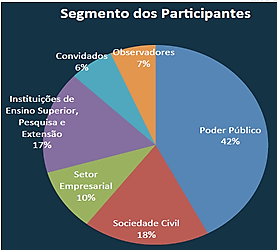 Segmento dos Participantes
Observadores
7%
Convidados
6%
Instituições de
Ensino Superior,
Pesquisa e
Extensão
17%
Poder Público
42%
Setor
Empresarial
10%
Sociedade Civil
18%